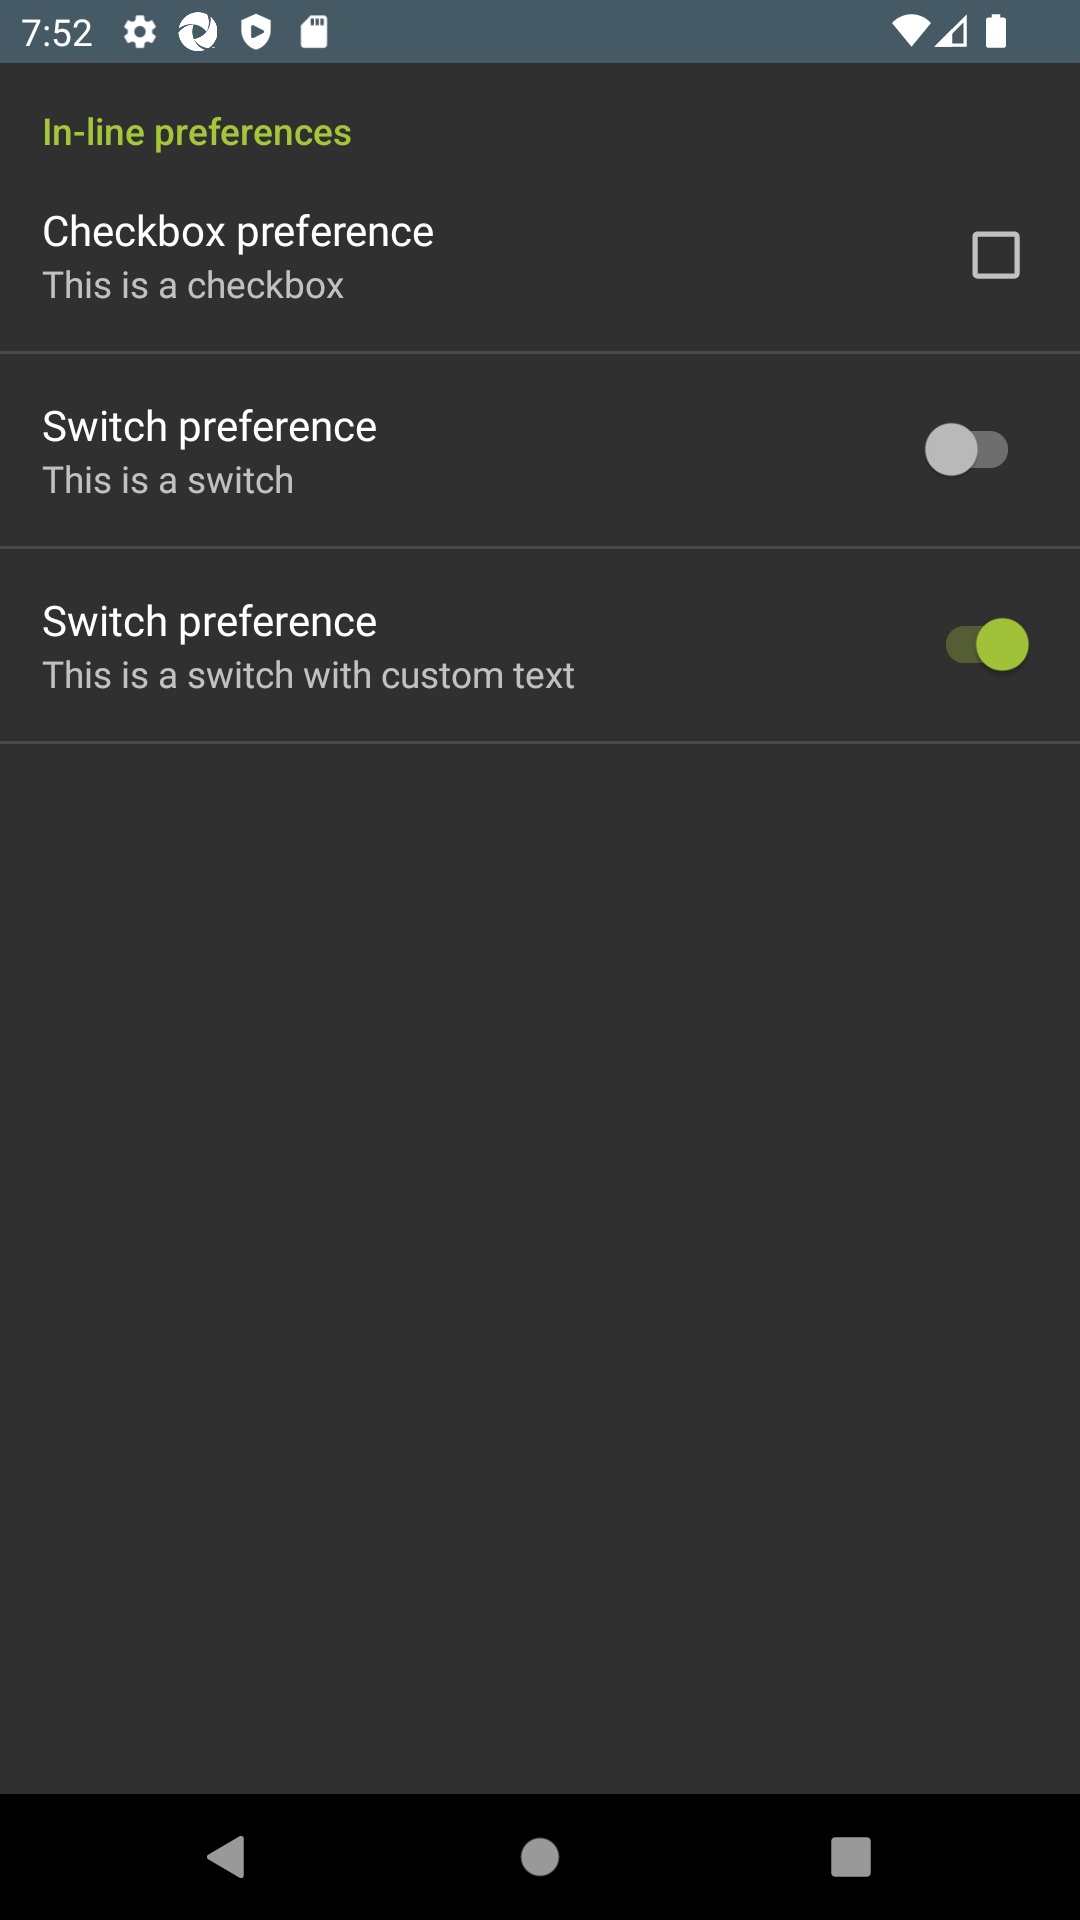 7:52
In-line preferences
Checkbox preference
This is a checkbox
Switch preference
This is a switch
Switch preference
This is a switch with custom text